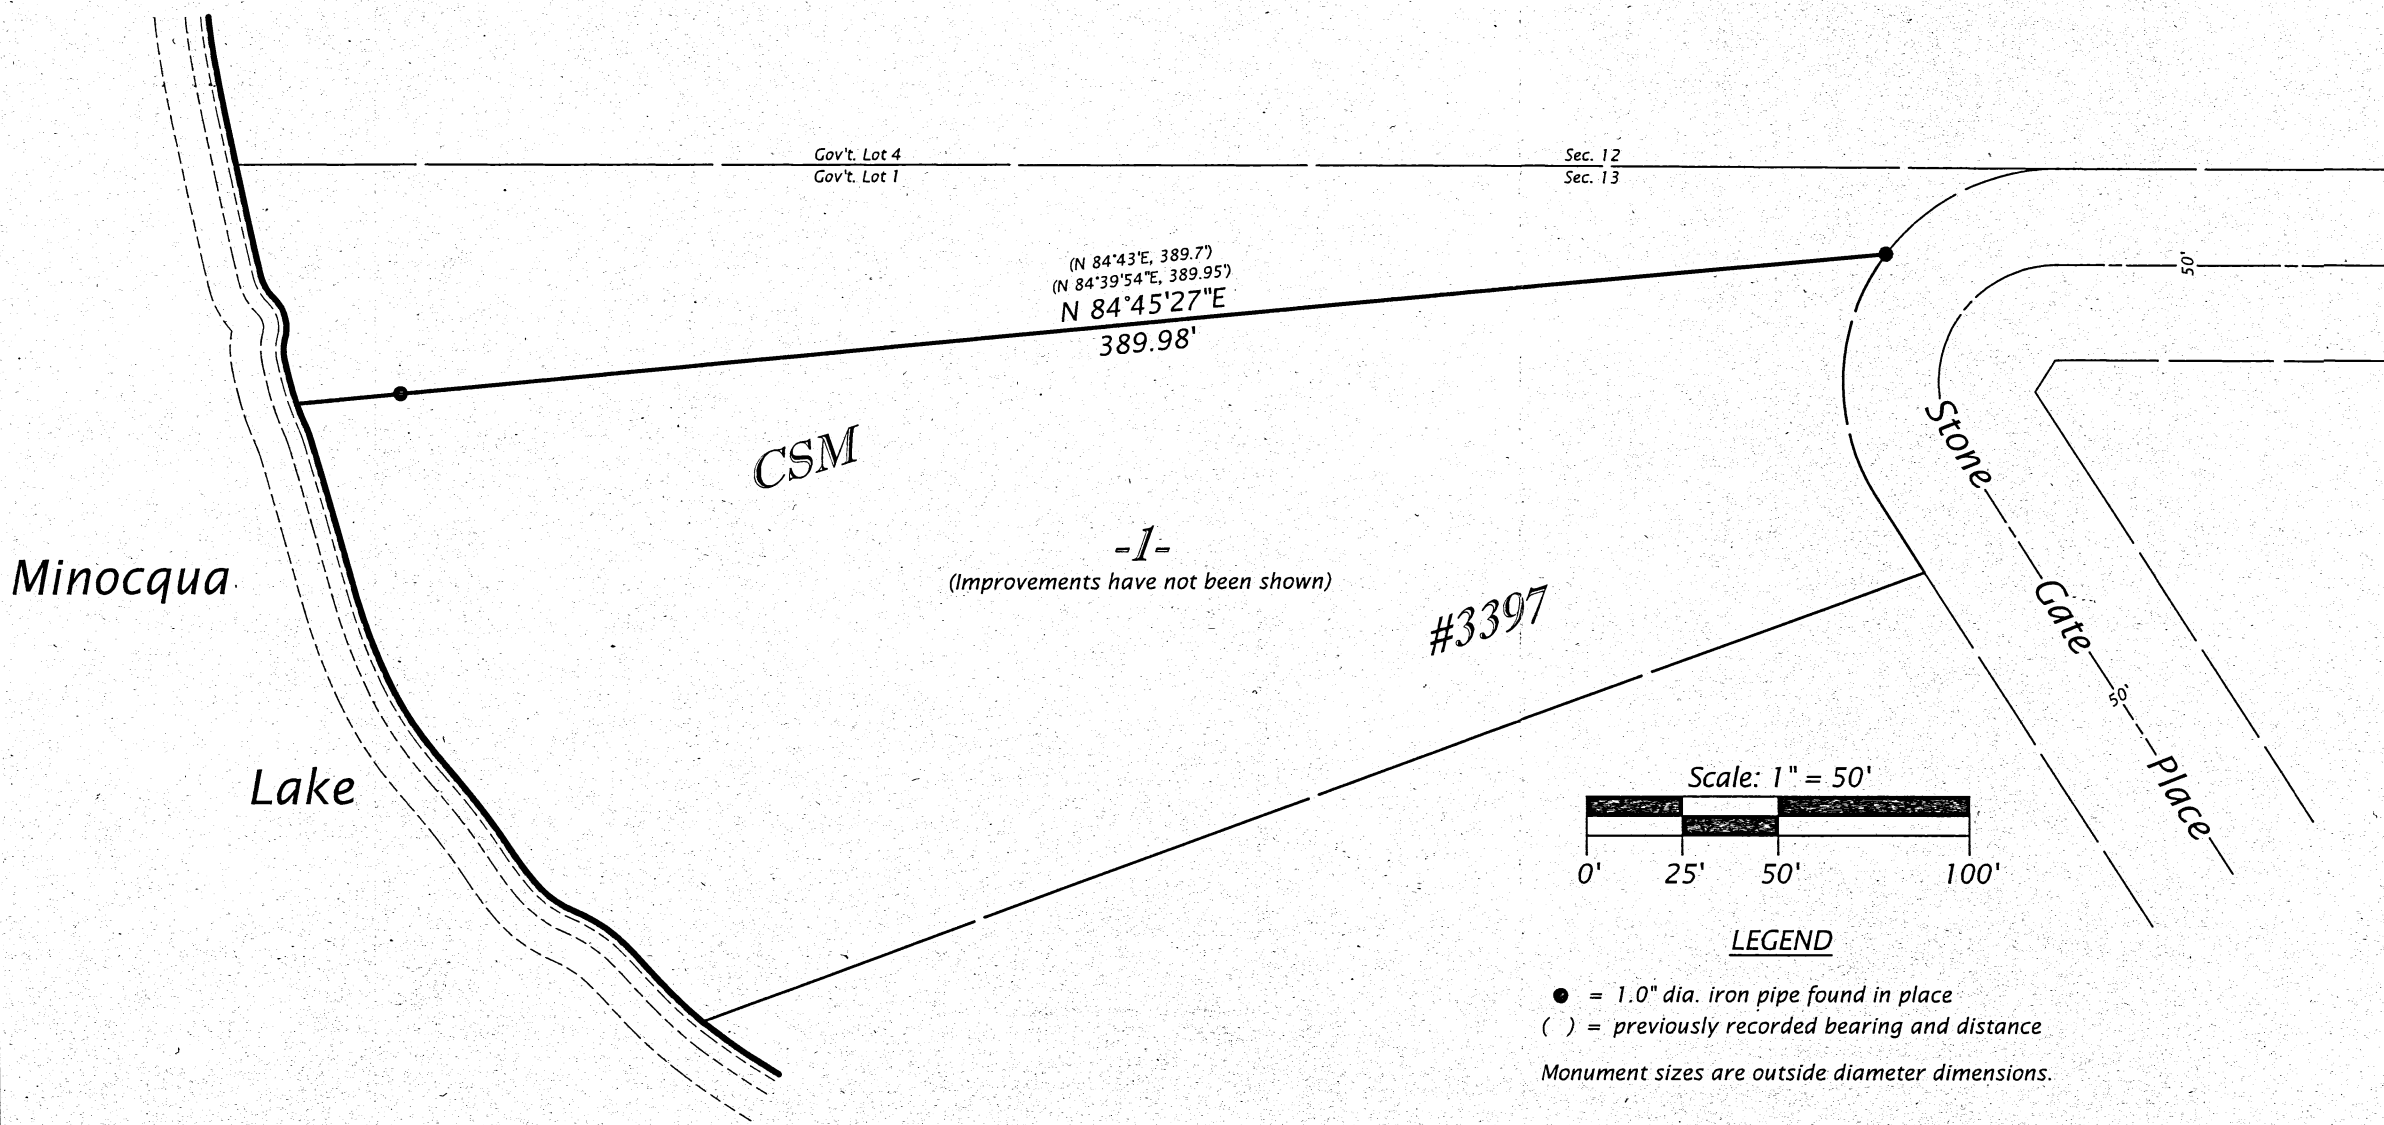 Gov't. Lot 4
Gov't. Lot 1
Sec. 12
Sec. 13
(N 84°43'E, 389.7')
(N 84°39'54"E, 389.95')
N 84°45'27"E
389.98'
50'
CSM
-1-
(Improvements have not been shown)
#3397
Stone
Gate
50'
Place
Minocqua
Lake
Scale: 1" = 50'
0' 25' 50' 100'
LEGEND
● = 1.0" dia. iron pipe found in place
( ) = previously recorded bearing and distance
Monument sizes are outside diameter dimensions.